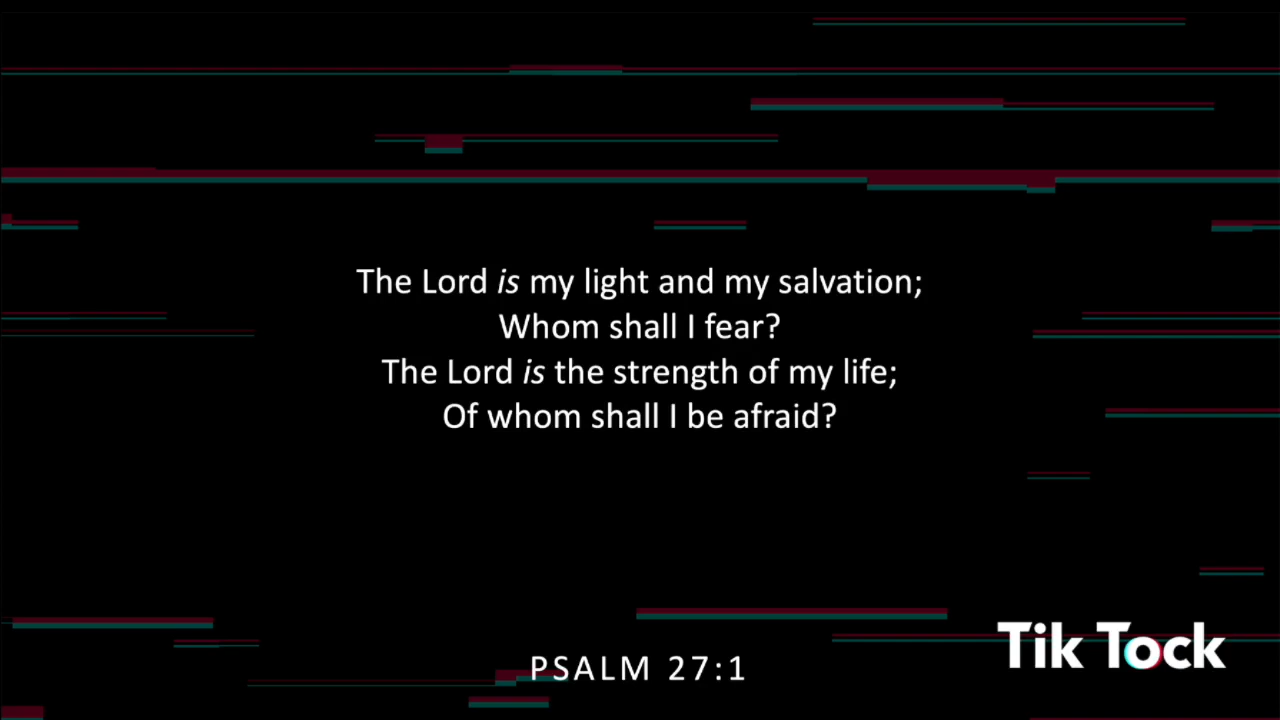 The Lord is my light and my salvation;
Whom shall I fear?
The Lord is the strength of my life;
Of whom shall I be afraid?
Tik Tock
PSALM 27:1